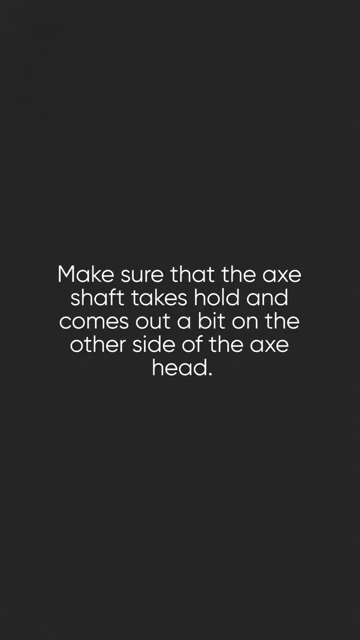 Make sure that the axe
shaft takes hold and
comes out a bit on the
other side of the axe
head.